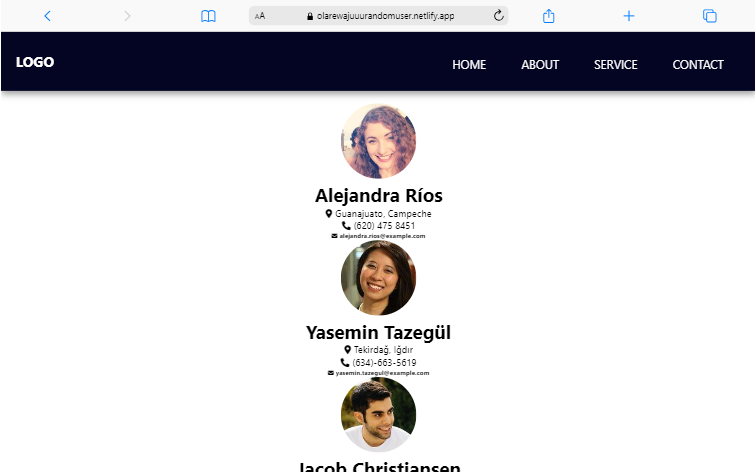 AA olarewajuuurandomuser.netlify.app
LOGO HOME ABOUT SERVICE CONTACT
Alejandra Ríos
Guanajuato, Campeche
(620) 475 8451
alejandra.rios@example.com
Yasemin Tazegül
Tekirdağ, Iğdır
(634)-663-5619
yasemin.tazegul@example.com
Jacob Christiansen